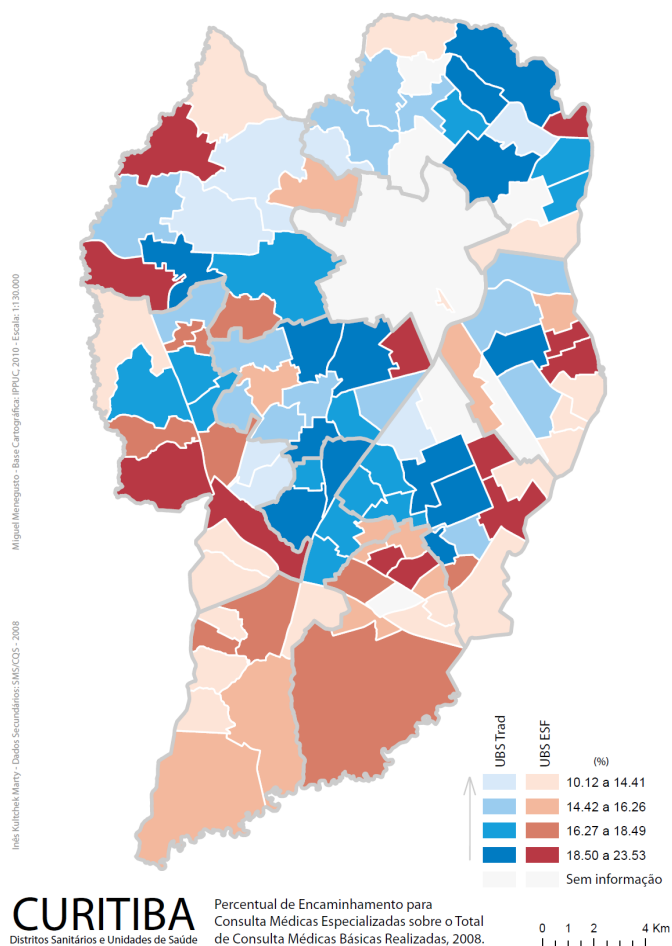 Miguel Menegusto - Base Cartográfica: IPPUC, 2010 - Escala: 1:130.000
Inês Kultchek Marty - Dados Secundários: SMS/CQS - 2008
UBS Trad
UBS ESF
(%)
10.12 a 14.41
14.42 a 16.26
16.27 a 18.49
18.50 a 23.53
Sem informação
CURITIBA
Distritos Sanitários e Unidades de Saúde
Percentual de Encaminhamento para
Consulta Médicas Especializadas sobre o Total
de Consulta Médicas Básicas Realizadas, 2008.
0 1 2 4 Km